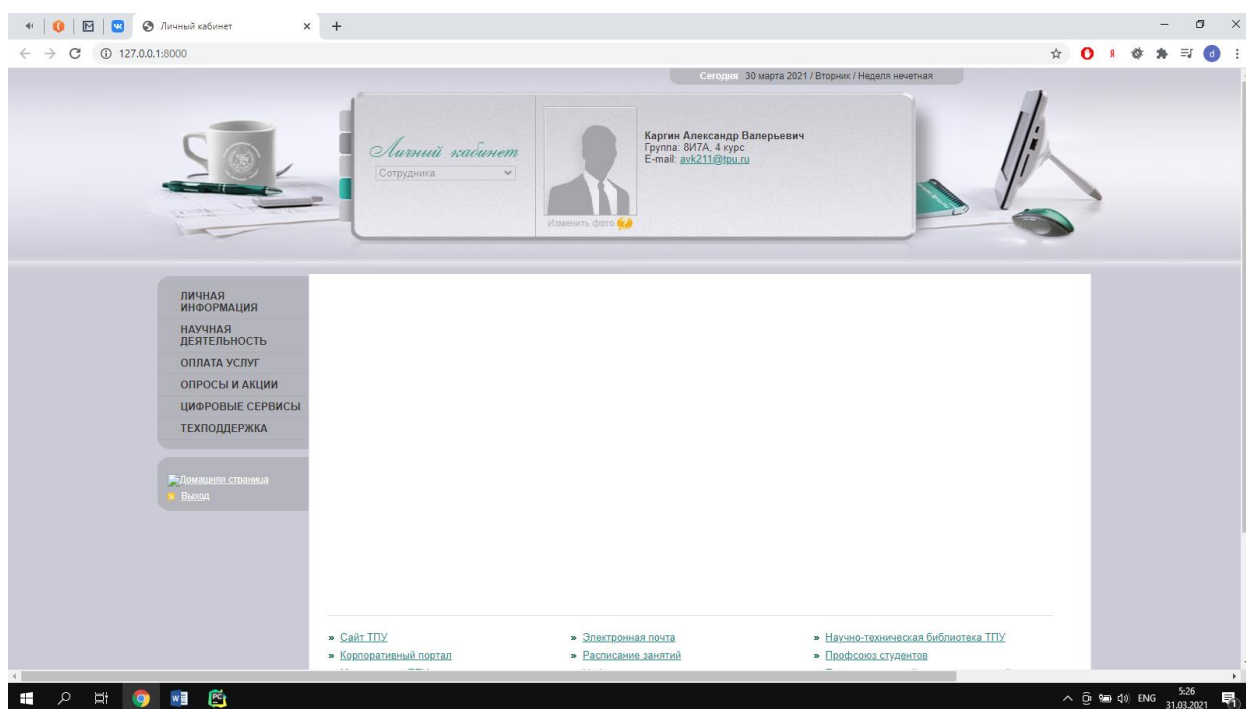 Личный кабинет
127.0.0.1:8000
Сегодня 30 марта 2021 / Вторник / Неделя нечетная
Личный кабинет
Сотрудника
Каргин Александр Валерьевич
Группа: 8И7А, 4 курс
E-mail: avk211@tpu.ru
Изменить фото
ЛИЧНАЯ
ИНФОРМАЦИЯ
НАУЧНАЯ
ДЕЯТЕЛЬНОСТЬ
ОПЛАТА УСЛУГ
ОПРОСЫ И АКЦИИ
ЦИФРОВЫЕ СЕРВИСЫ
ТЕХПОДДЕРЖКА
Домашняя страница
Выход
» Сайт ТПУ
» Электронная почта
» Научно-техническая библиотека ТПУ
» Корпоративный портал
» Расписание занятий
» Профсоюз студентов
ENG
5:26
31.03.2021